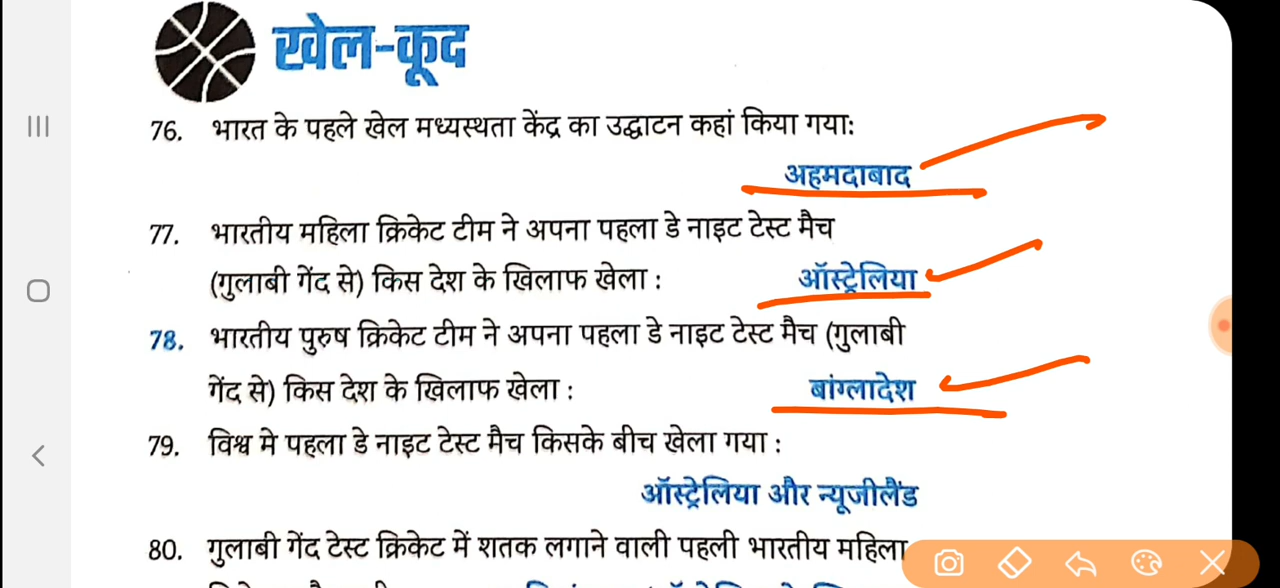 खेल-कूद
76. भारत के पहले खेल मध्यस्थता केंद्र का उद्घाटन कहां किया गया:
अहमदाबाद
77. भारतीय महिला क्रिकेट टीम ने अपना पहला डे नाइट टेस्ट मैच
(गुलाबी गेंद से) किस देश के खिलाफ खेला :
ऑस्ट्रेलिया
78. भारतीय पुरुष क्रिकेट टीम ने अपना पहला डे नाइट टेस्ट मैच (गुलाबी
गेंद से) किस देश के खिलाफ खेला :
बांग्लादेश
79. विश्व मे पहला डे नाइट टेस्ट मैच किसके बीच खेला गया :
ऑस्ट्रेलिया और न्यूजीलैंड
80. गुलाबी गेंद टेस्ट क्रिकेट में शतक लगाने वाली पहली भारतीय महिला